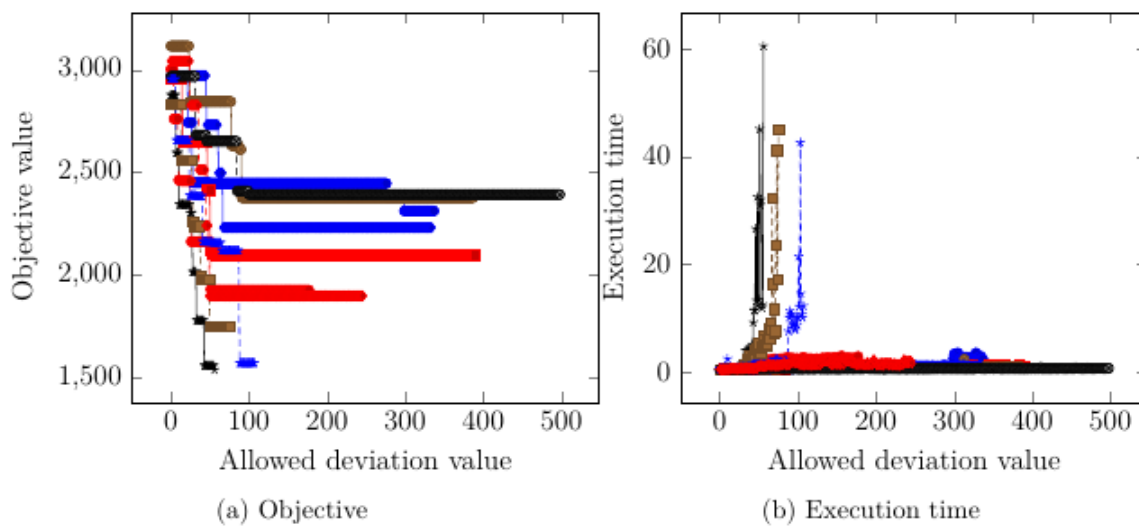 Objective value
3,000
2,500
2,000
1,500
0 100 200 300 400 500
Allowed deviation value
(a) Objective
Execution time
60
40
20
0
0 100 200 300 400 500
Allowed deviation value
(b) Execution time